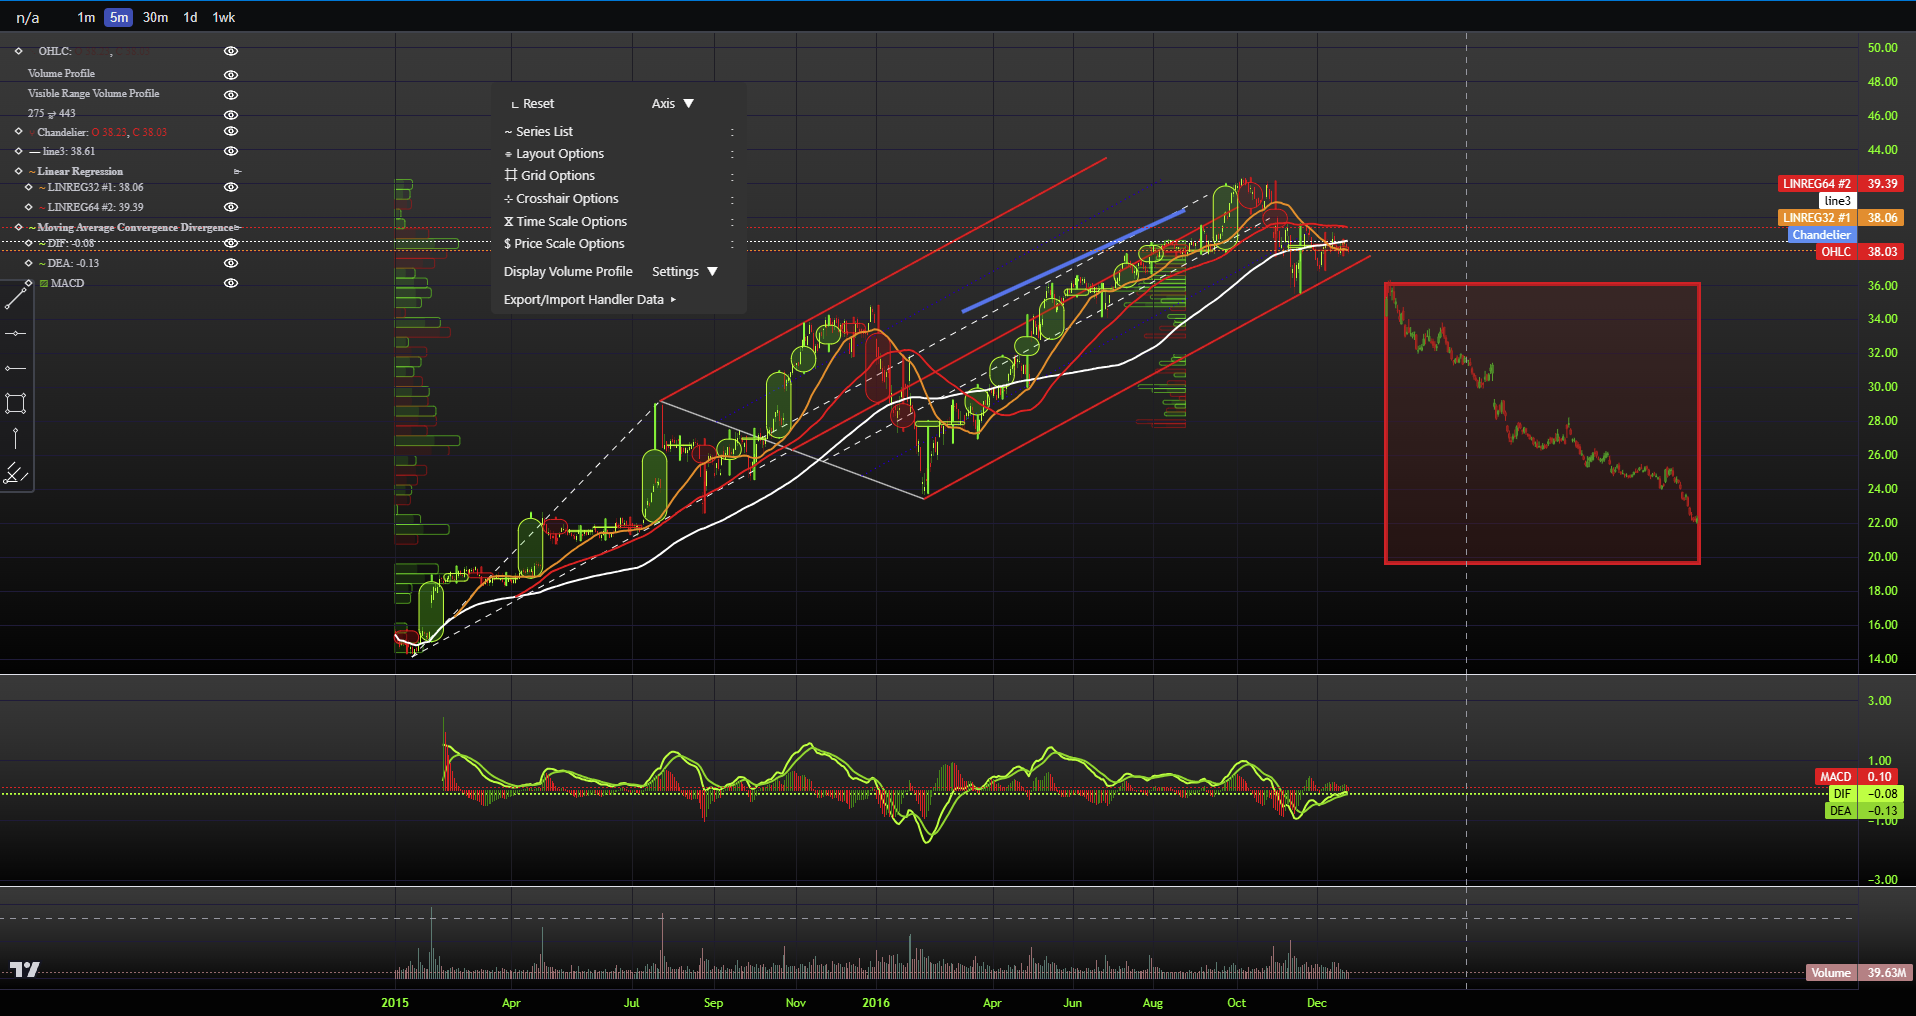 n/a 1m 5m 30m 1d 1wk
OHLC:
Volume Profile
Visible Range Volume Profile
275 ⇌ 443
Chandelier: O 38.23, C 38.03
line3: 38.61
Linear Regression
~LINREG32 #1: 38.06
~LINREG64 #2: 39.39
~Moving Average Convergence Divergence
~DIF: -0.08
~DEA: -0.13
MACD
Reset Axis ▼
~ Series List :
Layout Options :
Grid Options :
Crosshair Options :
Time Scale Options :
$ Price Scale Options :
Display Volume Profile Settings ▼
Export/Import Handler Data ▸
50.00
48.00
46.00
44.00
LINREG64 #2 39.39
line3
LINREG32 #1 38.06
Chandelier
OHLC 38.03
36.00
34.00
32.00
30.00
28.00
26.00
24.00
22.00
20.00
18.00
16.00
14.00
3.00
1.00
MACD 0.10
DIF −0.08
DEA −0.13
−1.00
−3.00
Volume 39.63M
2015 Apr Jul Sep Nov 2016 Apr Jun Aug Oct Dec